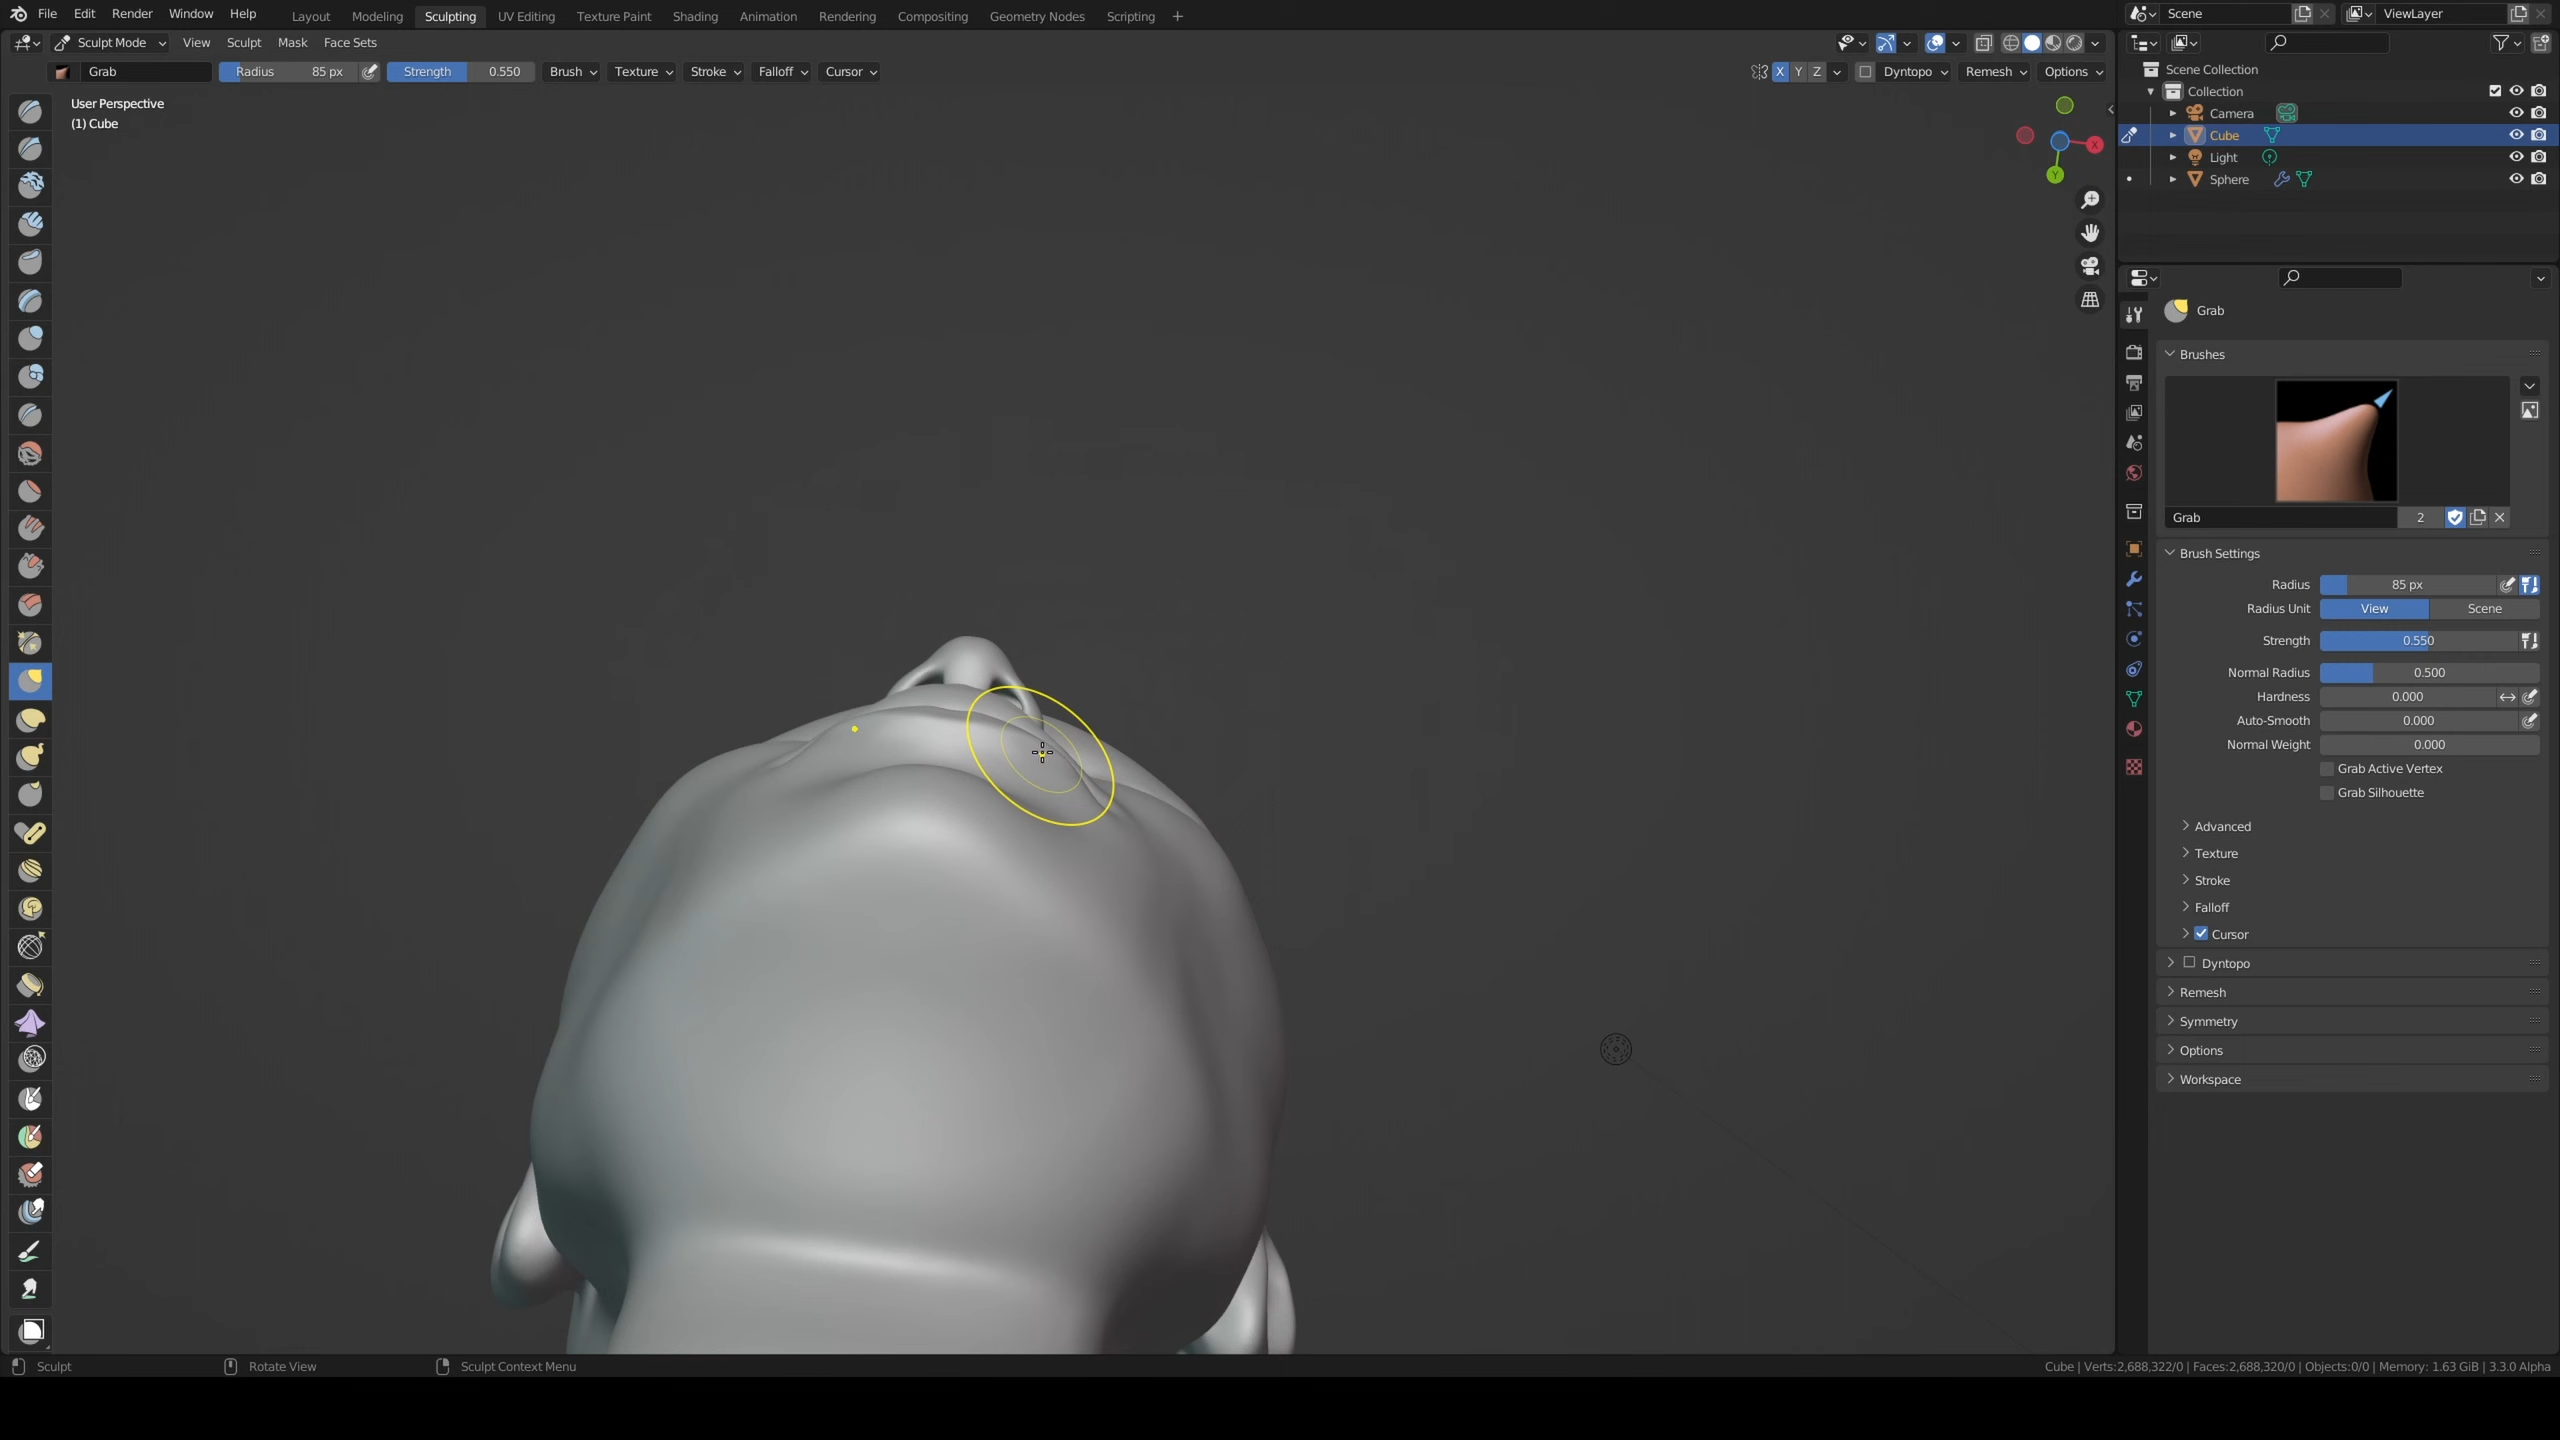 File Edit Render Window Help Layout Modeling Sculpting UV Editing Texture Paint Shading Animation Rendering Compositing Geometry Nodes Scripting + Scene ViewLayer
Sculpt Mode View Sculpt Mask Face Sets
Grab Radius 85 px Strength 0.550 Brush Texture Stroke Falloff Cursor X Y Z Dyntopo Remesh Options
User Perspective
(1) Cube
X
Y
Scene Collection
Collection
Camera
Cube
Light
Sphere
Grab
Brushes
Grab 2
Brush Settings
Radius 85 px
Radius Unit View Scene
Strength 0.550
Normal Radius 0.500
Hardness 0.000
Auto-Smooth 0.000
Normal Weight 0.000
Grab Active Vertex
Grab Silhouette
Advanced
Texture
Stroke
Falloff
Cursor
Dyntopo
Remesh
Symmetry
Options
Workspace
Sculpt Rotate View Sculpt Context Menu Cube | Verts:2,688,322/0 | Faces:2,688,320/0 | Objects:0/0 | Memory: 1.63 GiB | 3.3.0 Alpha